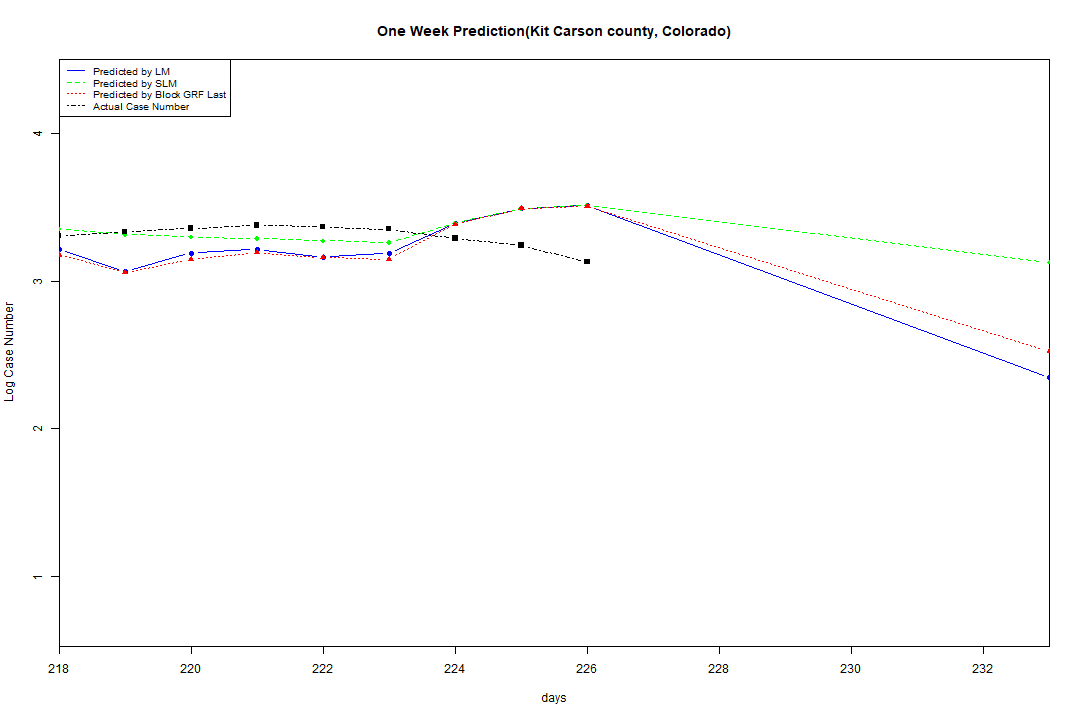 One Week Prediction(Kit Carson county, Colorado)
Predicted by LM
Predicted by SLM
Predicted by Block GRF Last
Actual Case Number
4
3
2
1
Log Case Number
218 220 222 224 226 228 230 232
days